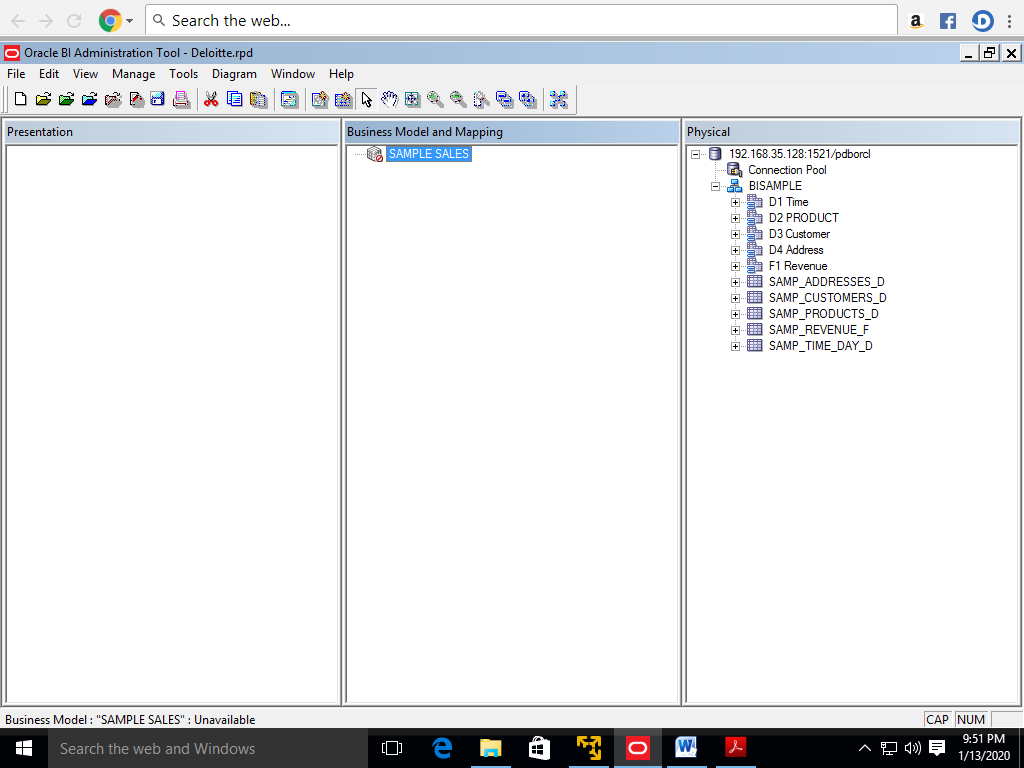 Search the web...
a
Oracle BI Administration Tool - Deloitte.rpd
File Edit View Manage Tools Diagram Window Help
Presentation
Business Model and Mapping
SAMPLE SALES
Physical
192.168.35.128:1521/pdborcl
Connection Pool
BISAMPLE
D1 Time
D2 PRODUCT
D3 Customer
D4 Address
F1 Revenue
SAMP_ADDRESSES_D
SAMP_CUSTOMERS_D
SAMP_PRODUCTS_D
SAMP_REVENUE_F
SAMP_TIME_DAY_D
Business Model : "SAMPLE SALES" : Unavailable
CAP NUM
Search the web and Windows
9:51 PM
1/13/2020